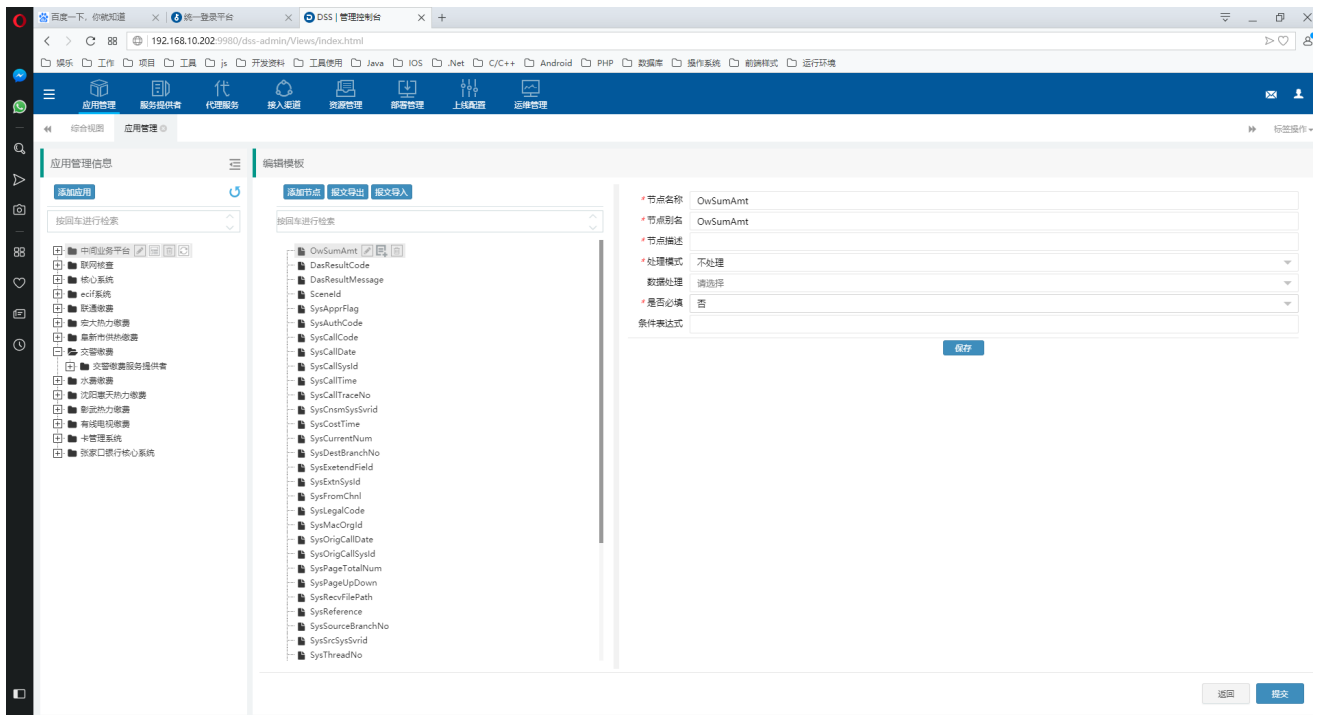 百度一下，你就知道
统一登录平台
DSS | 管理控制台
192.168.10.202:9980/dss-admin/Views/index.html
娱乐 工作 项目 工具 js 开发资料 工具使用 Java IOS .Net C/C++ Android PHP 数据库 操作系统 前端样式 运行环境
应用管理 服务提供者 代 代理服务 接入渠道 资源管理 部署管理 上线配置 运维管理
综合视图 应用管理 标签操作
应用管理信息
添加应用
按回车进行检索
中间业务平台
联网核查
核心系统
ecif系统
联通缴费
宏大热力缴费
阜新市供热缴费
交警缴费
交警缴费服务提供者
水费缴费
沈阳惠天热力缴费
彰武热力缴费
有线电视缴费
卡管理系统
张家口银行核心系统
编辑模板
添加节点 报文导出 报文导入
按回车进行检索
OwSumAmt
DasResultCode
DasResultMessage
SceneId
SysApprFlag
SysAuthCode
SysCallCode
SysCallDate
SysCallSysId
SysCallTime
SysCallTraceNo
SysCnsmSysSvrid
SysCostTime
SysCurrentNum
SysDestBranchNo
SysExetendField
SysExtnSysId
SysFromChnl
SysLegalCode
SysMacOrgId
SysOrigCallDate
SysOrigCallSysId
SysPageTotalNum
SysPageUpDown
SysRecvFilePath
SysReference
SysSourceBranchNo
SysSrcSysSvrid
SysThreadNo
*节点名称 OwSumAmt
*节点别名 OwSumAmt
*节点描述
*处理模式 不处理
数据处理 请选择
*是否必填 否
条件表达式
保存
返回 提交